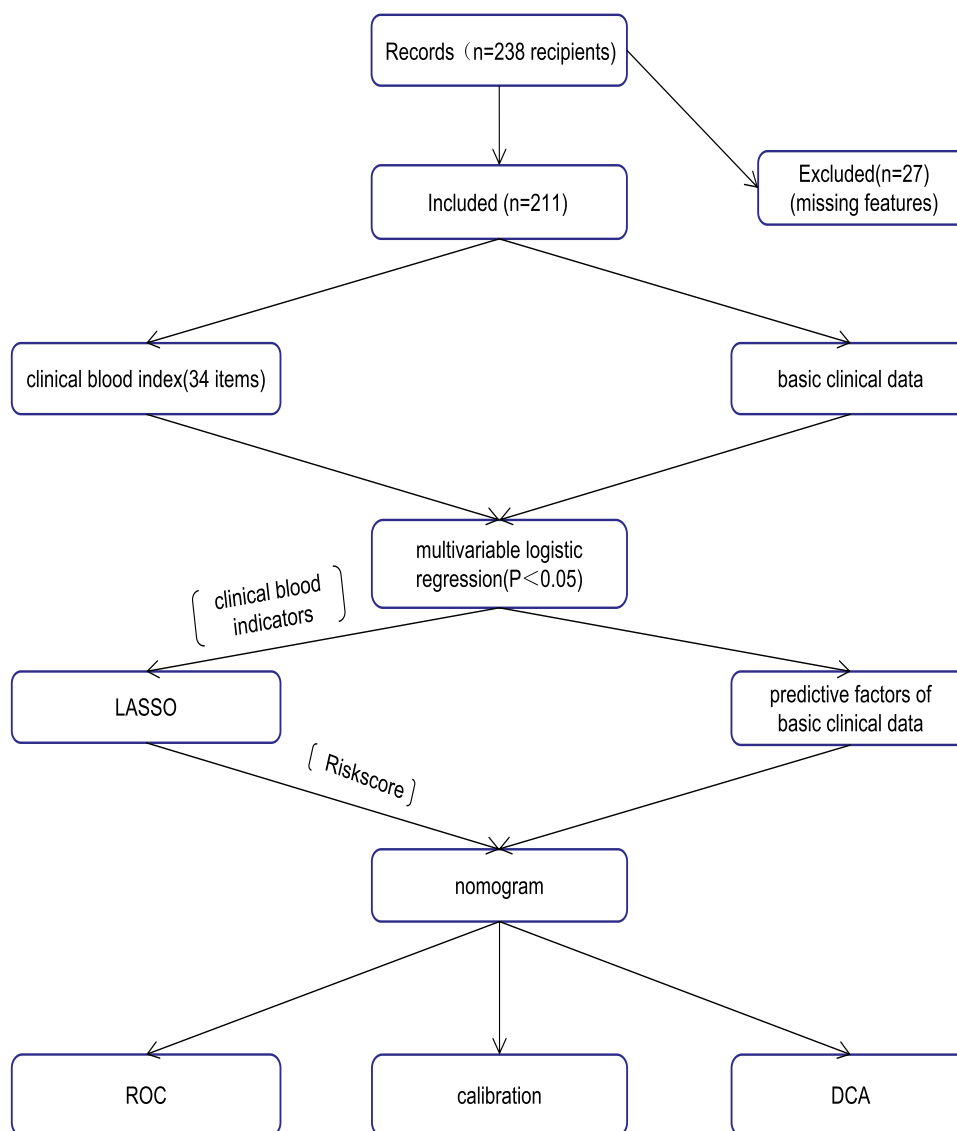 Records（n=238 recipients)
Excluded(n=27)
(missing features)
Included (n=211)
clinical blood index(34 items)
basic clinical data
multivariable logistic
regression(P＜0.05)
clinical blood
indicators
LASSO
predictive factors of
basic clinical data
Riskscore
nomogram
ROC
calibration
DCA